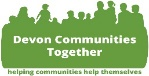 Devon Communities
Together
helping communities help themselves